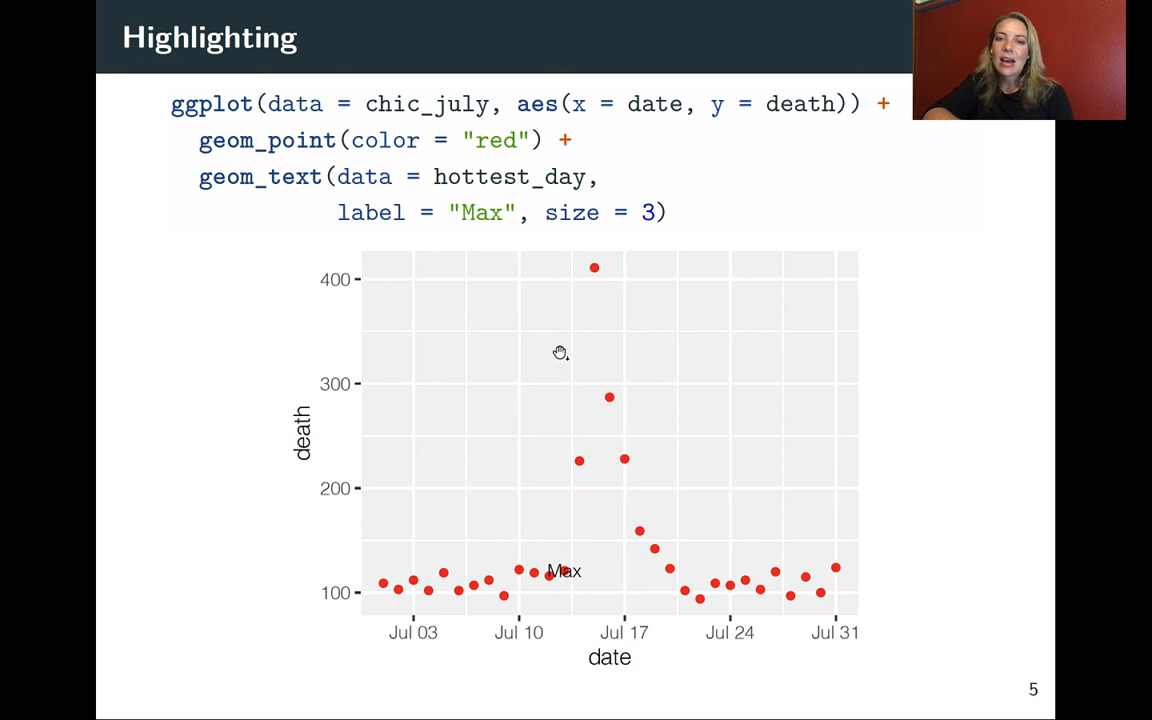 Highlighting
ggplot(data = chic_july, aes(x = date, y = death)) +
geom_point(color = "red") +
geom_text(data = hottest_day,
label = "Max", size = 3)
400
300
200
100
death
Max
Jul 03 Jul 10 Jul 17 Jul 24 Jul 31
date
5